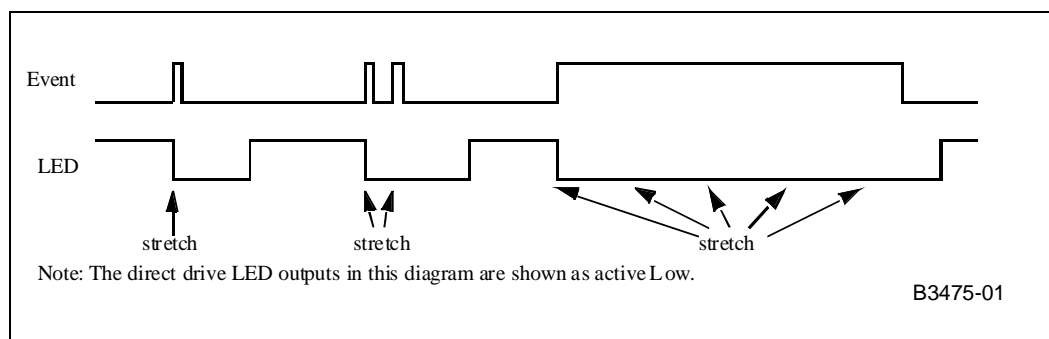 Event
LED
stretch stretch stretch
Note: The direct drive LED outputs in this diagram are shown as active Low.
B3475-01